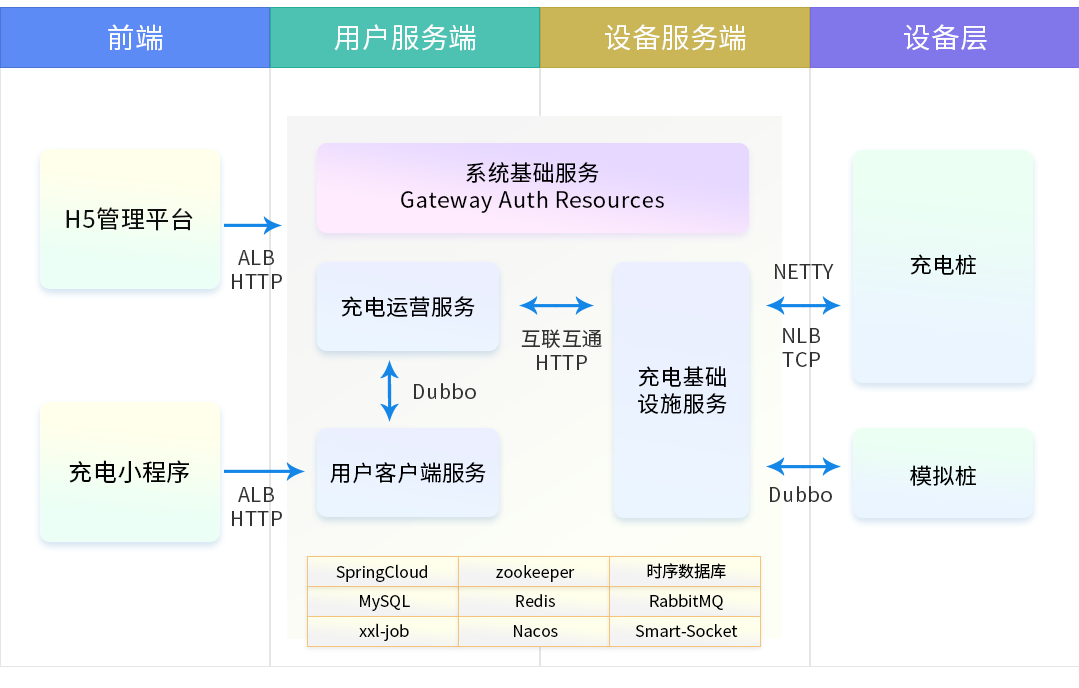 前端
用户服务端
设备服务端
设备层
系统基础服务
Gateway Auth Resources
H5管理平台
ALB
HTTP
充电运营服务
互联互通
HTTP
充电基础
设施服务
NETTY
NLB
TCP
充电桩
Dubbo
充电小程序
ALB
HTTP
用户客户端服务
Dubbo
模拟桩
SpringCloud
zookeeper
时序数据库
MySQL
Redis
RabbitMQ
xxl-job
Nacos
Smart-Socket